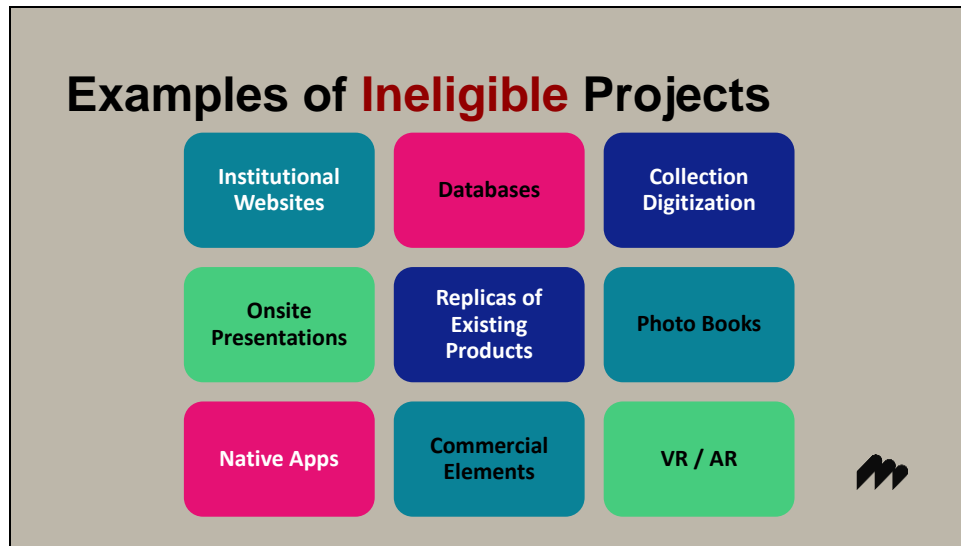 Examples of Ineligible Projects
Institutional
Websites
Databases
Collection
Digitization
Onsite
Presentations
Replicas of
Existing
Products
Photo Books
Native Apps
Commercial
Elements
VR / AR